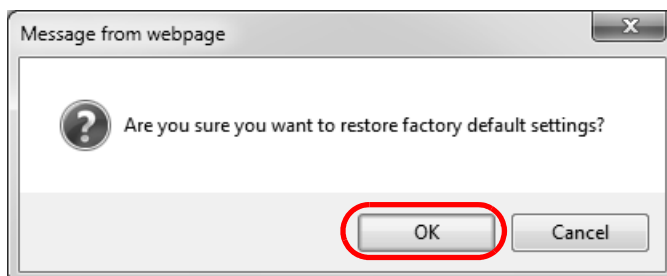 Message from webpage
Are you sure you want to restore factory default settings?
OK
Cancel